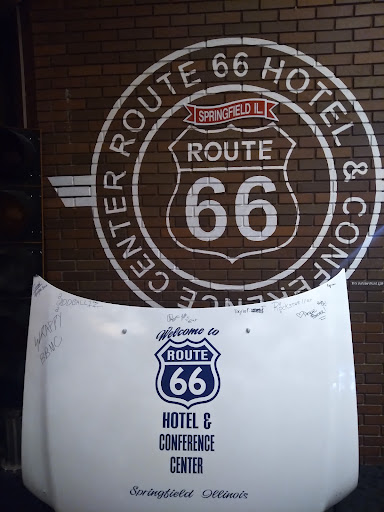 ROUTE 66 HOTEL & CONFERENCE CENTER
SPRINGFIELD IL
ROUTE
66
Welcome to
ROUTE
66
HOTEL &
CONFERENCE
CENTER
Springfield Illinois